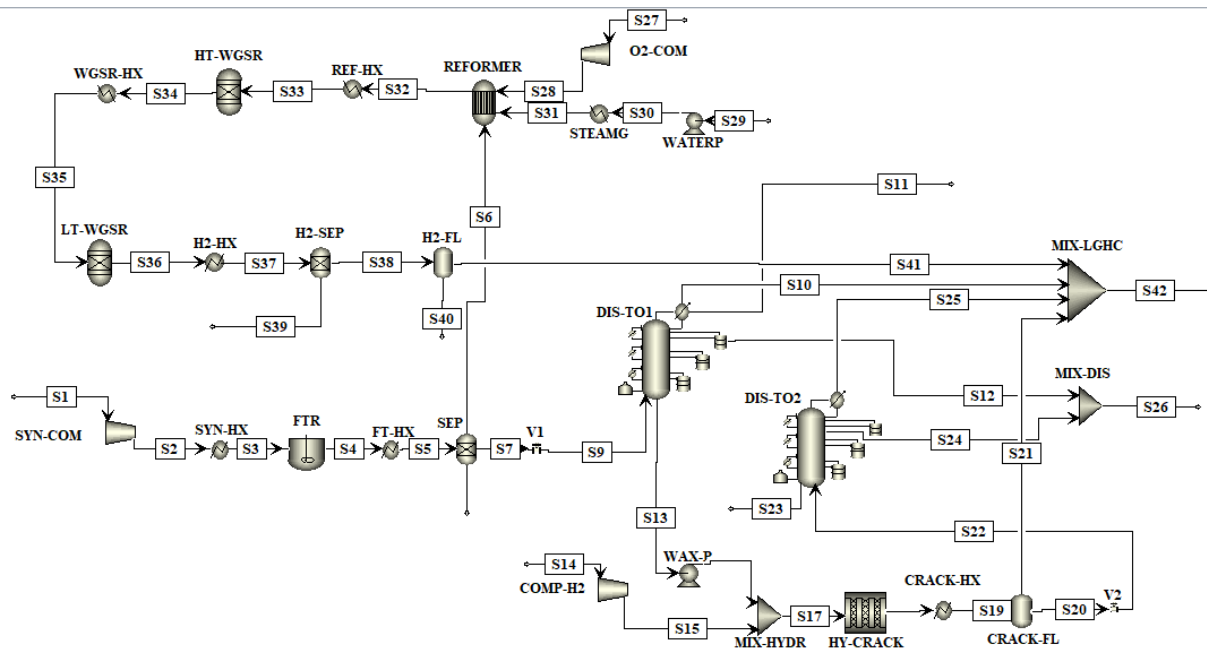 S27
O2-COM
HT-WGSR
WGSR-HX
REF-HX
REFORMER
S34
S33
S32
S28
S31
S30
S29
STEAMG
WATERP
S35
S11
S6
LT-WGSR
H2-HX
H2-SEP
H2-FL
MIX-LGHC
S36
S37
S38
S41
S10
S42
S25
S39
S40
DIS-TO1
MIX-DIS
S1
S12
S26
SYN-COM
SYN-HX
FTR
FT-HX
SEP
V1
DIS-TO2
S2
S3
S4
S5
S7
S9
S24
S21
S23
S13
S22
S14
WAX-P
COMP-H2
CRACK-HX
V2
S15
S17
S19
S20
MIX-HYDR
HY-CRACK
CRACK-FL